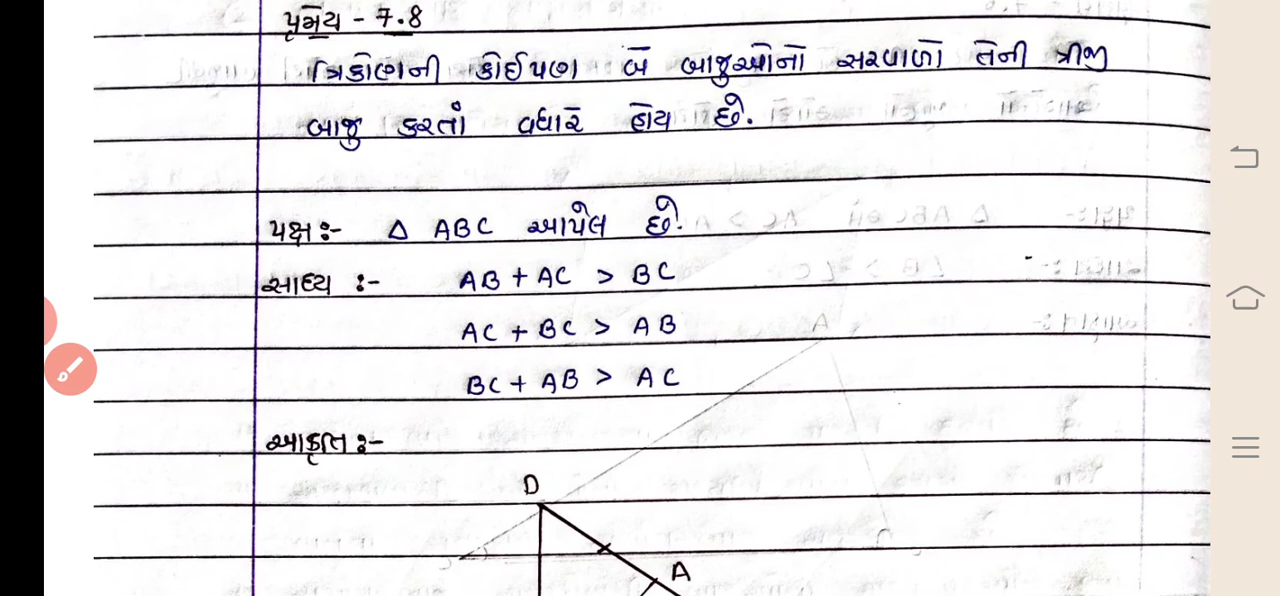 પ્રમેય - 7.8
ત્રિકોણની કોઈપણ બે બાજુઓનો સરવાળો તેની ત્રીજી
બાજુ કરતાં વધારે હોય છે.
પક્ષ :- Δ ABC આપેલ છે.
સાધ્ય :- AB + AC > BC
AC + BC > AB
BC + AB > AC
આકૃતિ :-
D
A